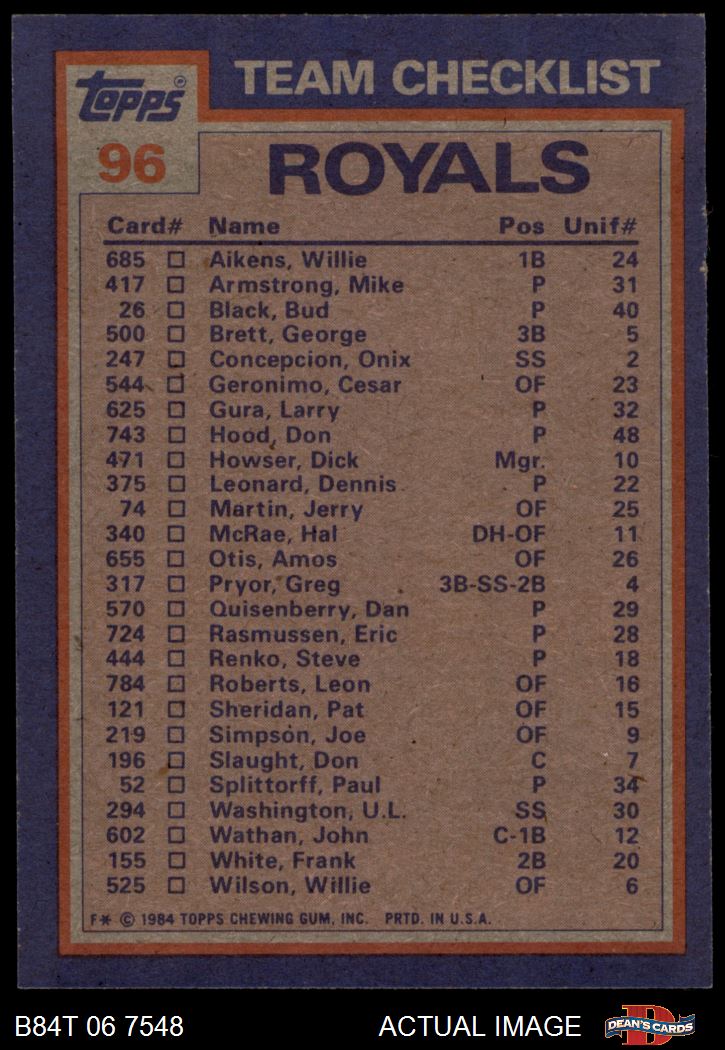 topps
TEAM CHECKLIST
96
ROYALS
Card# Name Pos Unif#
685 Aikens, Willie 1B 24
417 Armstrong, Mike P 31
26 Black, Bud P 40
500 Brett, George 3B 5
247 Concepcion, Onix SS 2
544 Geronimo, Cesar OF 23
625 Gura, Larry P 32
743 Hood, Don P 48
471 Howser, Dick Mgr. 10
375 Leonard, Dennis P 22
74 Martin, Jerry OF 25
340 McRae, Hal DH-OF 11
655 Otis, Amos OF 26
317 Pryor, Greg 3B-SS-2B 4
570 Quisenberry, Dan P 29
724 Rasmussen, Eric P 28
444 Renko, Steve P 18
784 Roberts, Leon OF 16
121 Sheridan, Pat OF 15
219 Simpson, Joe OF 9
196 Slaught, Don C 7
52 Splittorff, Paul P 34
294 Washington, U.L. SS 30
602 Wathan, John C-1B 12
155 White, Frank 2B 20
525 Wilson, Willie OF 6
F* © 1984 TOPPS CHEWING GUM, INC. PRTD. IN U.S.A.
B84T 06 7548 ACTUAL IMAGE
D
DEAN'S CARDS